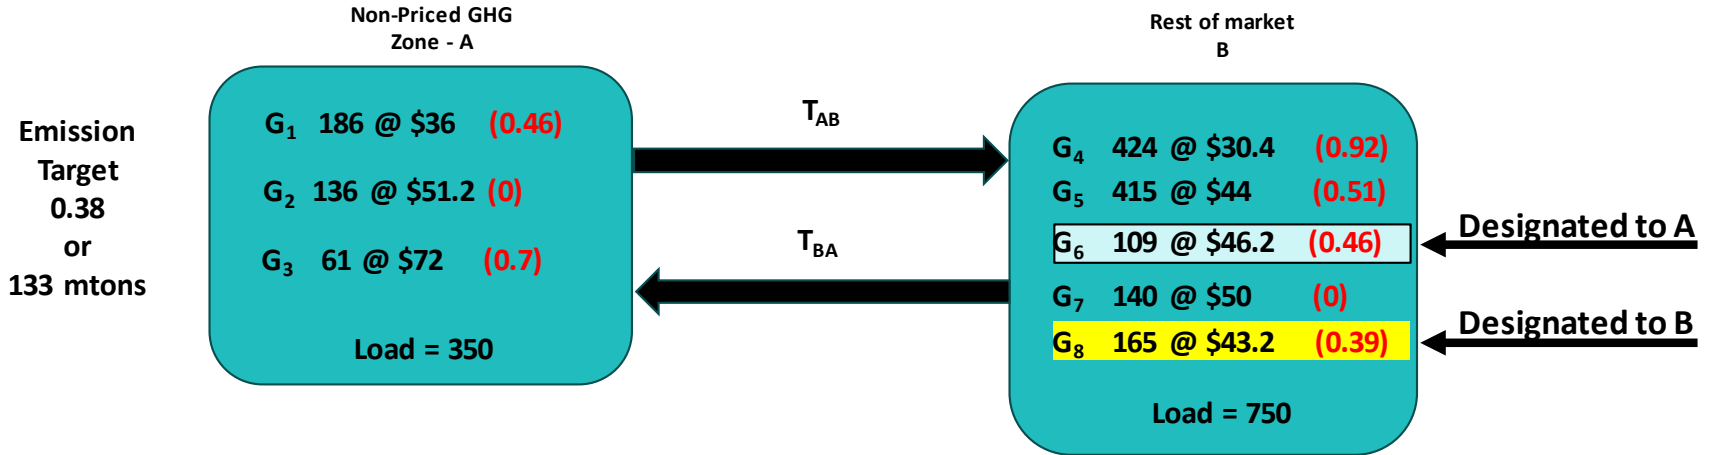 Non-Priced GHG
Zone - A
Rest of market
B
Emission
Target
0.38
or
133 mtons
G1 186 @ $36 (0.46)
G2 136 @ $51.2 (0)
G3 61 @ $72 (0.7)
Load = 350
TAB
TBA
G4 424 @ $30.4 (0.92)
G5 415 @ $44 (0.51)
G6 109 @ $46.2 (0.46)
G7 140 @ $50 (0)
G8 165 @ $43.2 (0.39)
Load = 750
Designated to A
Designated to B